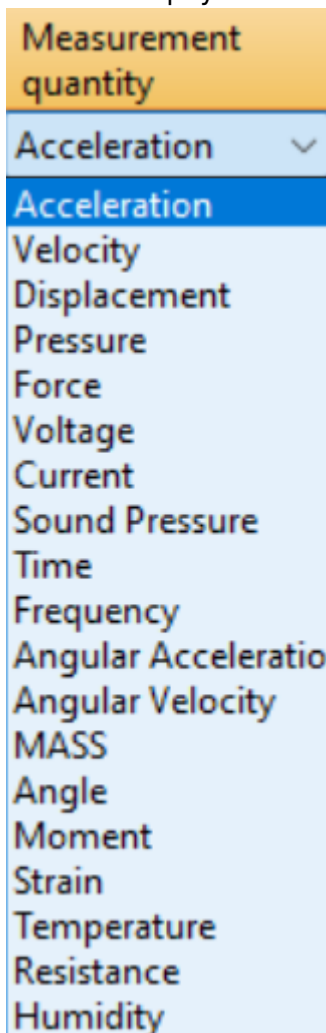 Measurement
quantity
Acceleration
Acceleration
Velocity
Displacement
Pressure
Force
Voltage
Current
Sound Pressure
Time
Frequency
Angular Acceleratio
Angular Velocity
MASS
Angle
Moment
Strain
Temperature
Resistance
Humidity